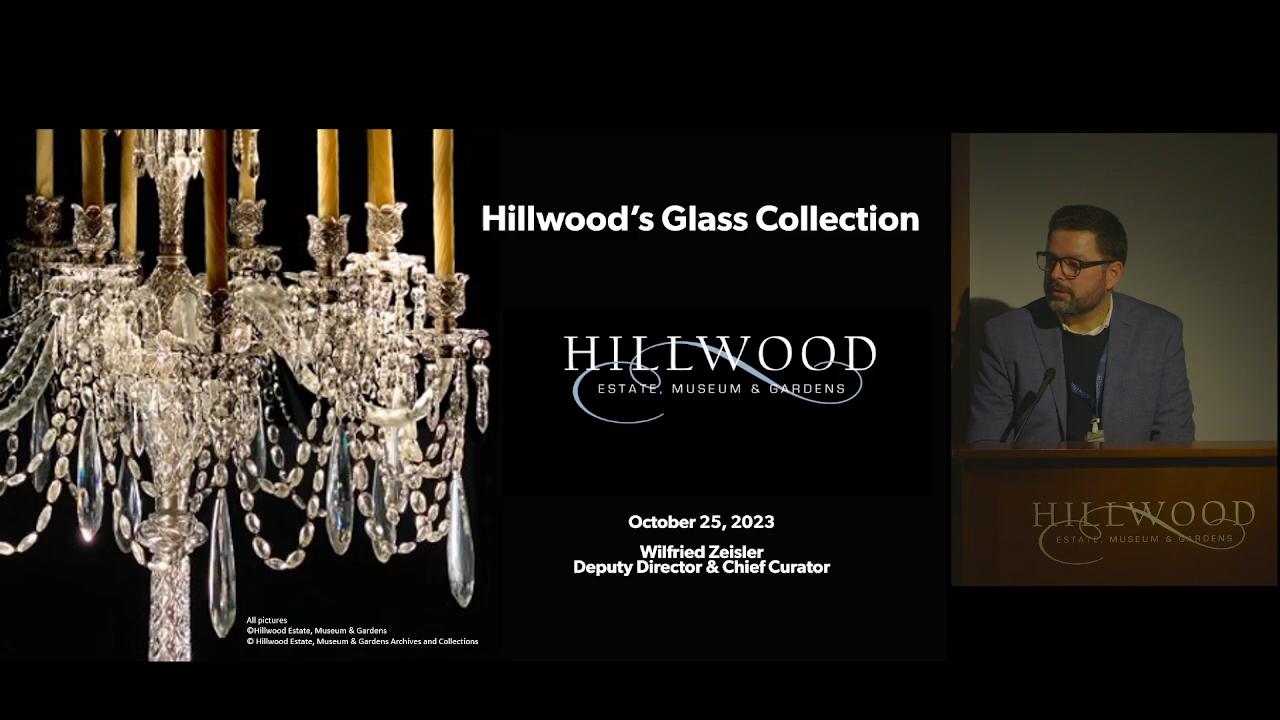 Hillwood's Glass Collection
HILLWOOD
ESTATE, MUSEUM & GARDENS
October 25, 2023
Wilfried Zeisler
Deputy Director & Chief Curator
All pictures
©Hillwood Estate, Museum & Gardens
© Hillwood Estate, Museum & Gardens Archives and Collections
HILLWOOD
ESTATE, MUSEUM & GARDENS